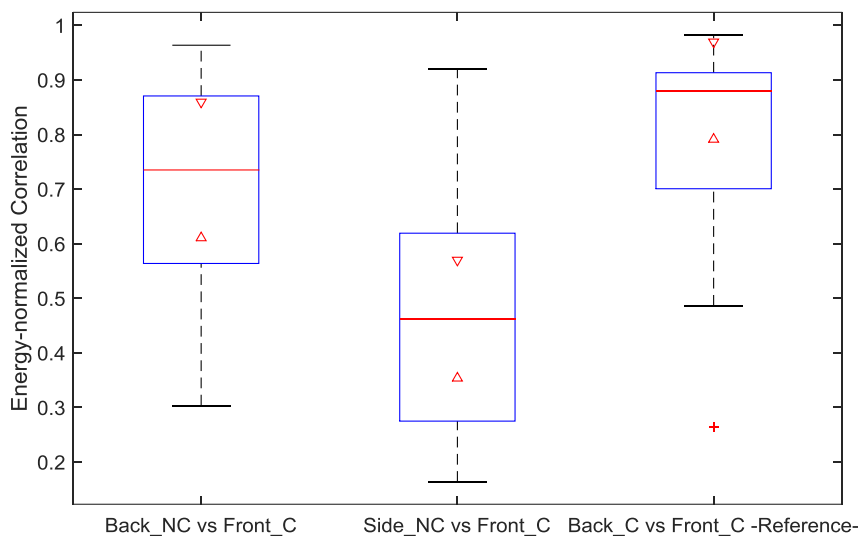 Energy-normalized Correlation
1
0.9
0.8
0.7
0.6
0.5
0.4
0.3
0.2
Back_NC vs Front_C
Side_NC vs Front_C
Back_C vs Front_C -Reference-